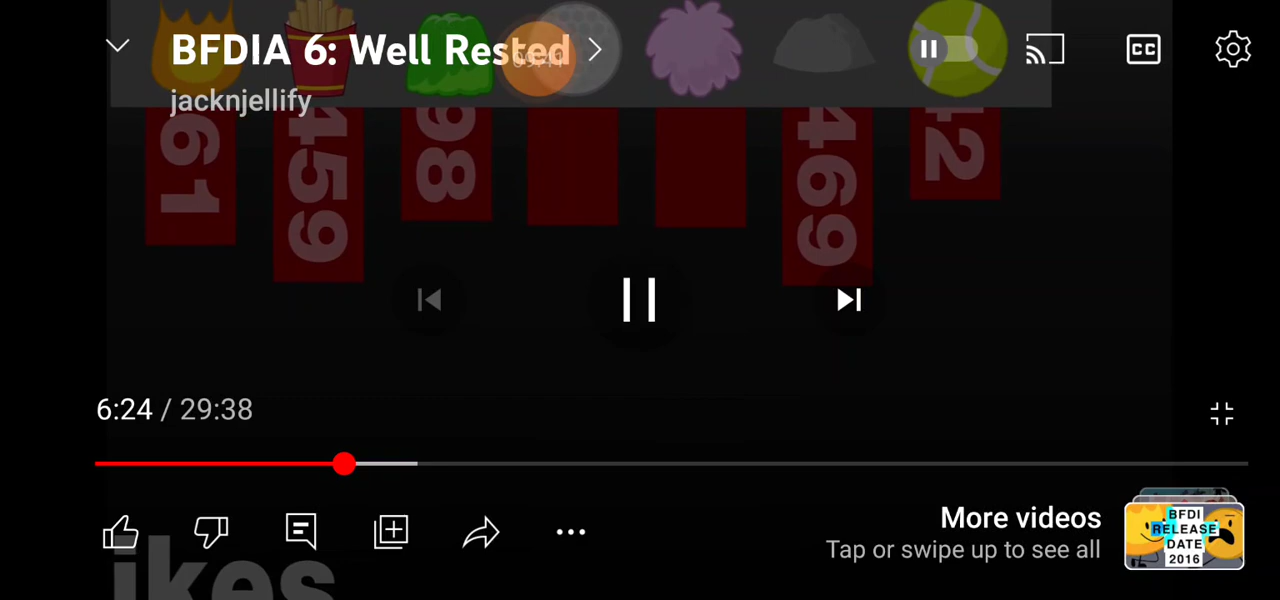 BFDIA 6: Well Rested
jacknjellify
61
459
98
469
42
CC
6:24 / 29:38
More videos
Tap or swipe up to see all
BFDI
RELEASE
DATE
2016
ikes